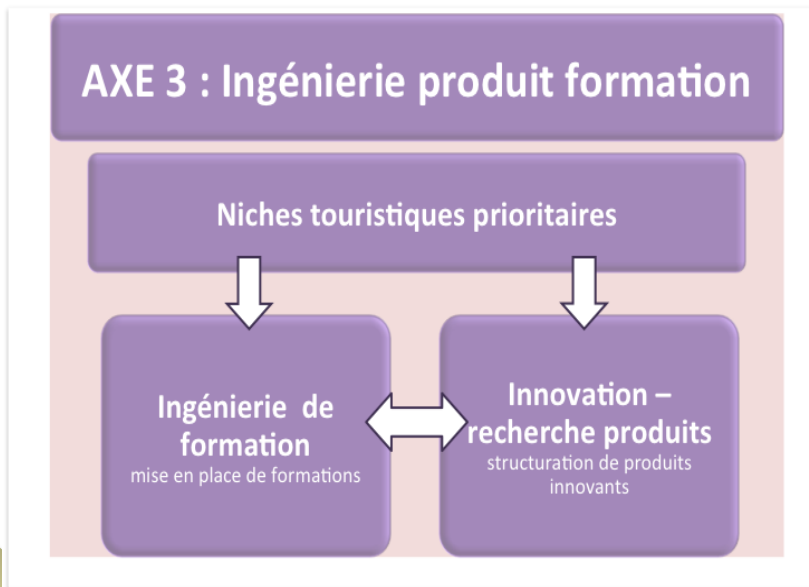 AXE 3 : Ingénierie produit formation
Niches touristiques prioritaires
Ingénierie de
formation
mise en place de formations
Innovation –
recherche produits
structuration de produits
innovants